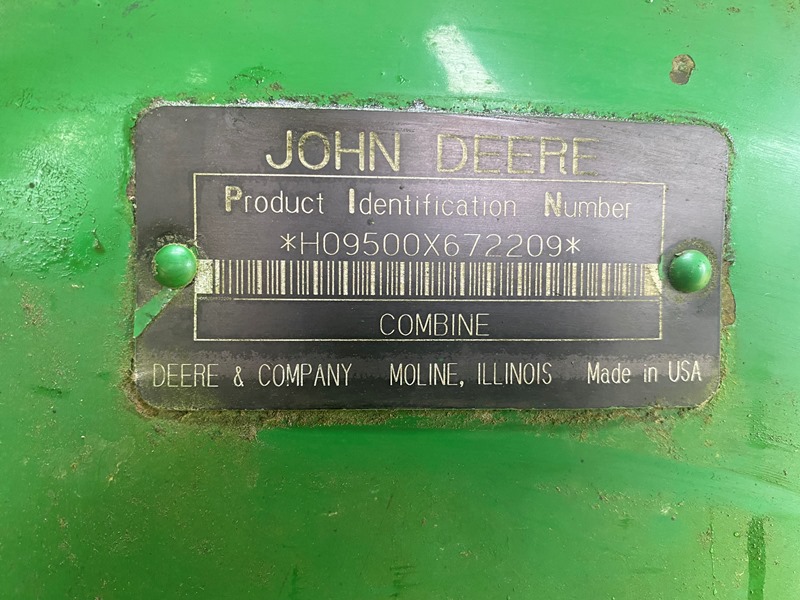 JOHN DEERE
Product Identification Number
*H09500X672209*
COMBINE
DEERE & COMPANY MOLINE, ILLINOIS Made in USA